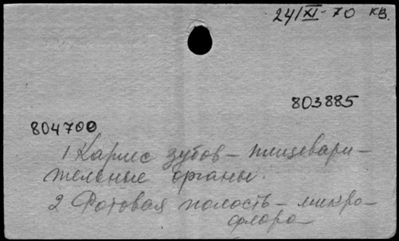 24/XI-70 кв.
803885
804700
1 Кариес зубов - пищевари-
тельные органы.
2 Ротовая полость - микро-
флора